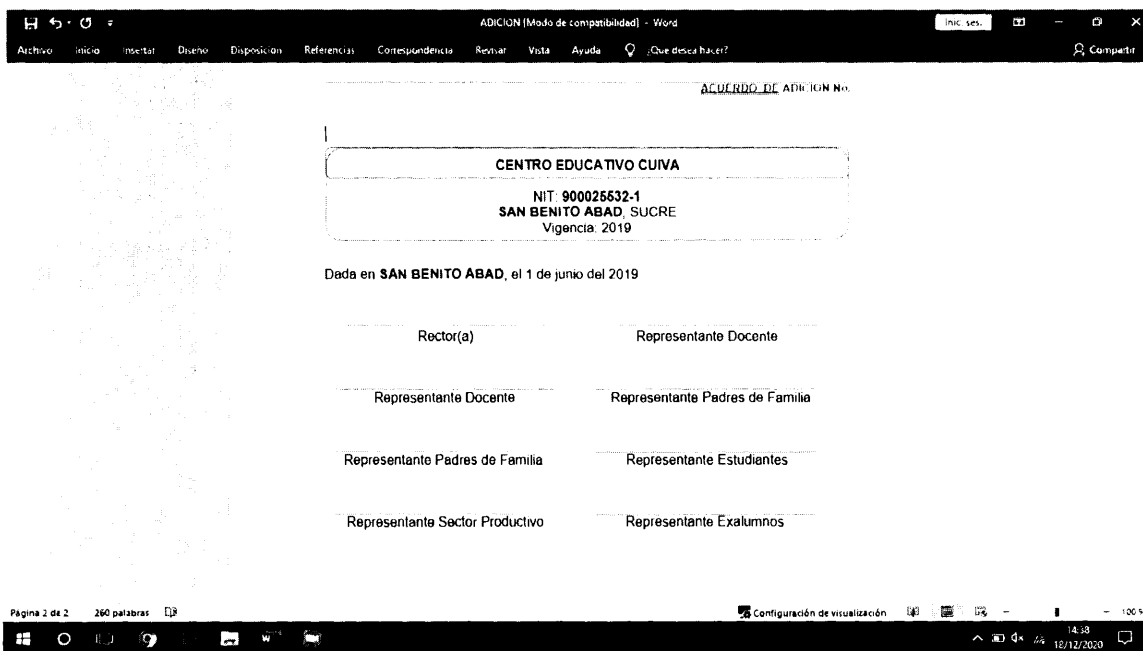 ADICION [Modo de compatibilidad] - Word
Inic. ses.
Archivo Inicio Insertar Diseño Disposición Referencias Correspondencia Revisar Vista Ayuda ¿Que desea hacer? Compartir
ACUERDO DE ADICION No.
CENTRO EDUCATIVO CUIVA
NIT: 900025532-1
SAN BENITO ABAD, SUCRE
Vigencia: 2019
Dada en SAN BENITO ABAD, el 1 de junio del 2019
Rector(a) Representante Docente
Representante Docente Representante Padres de Familia
Representante Padres de Familia Representante Estudiantes
Representante Sector Productivo Representante Exalumnos
Página 2 de 2 260 palabras Configuración de visualización 100 %
14:38
18/12/2020